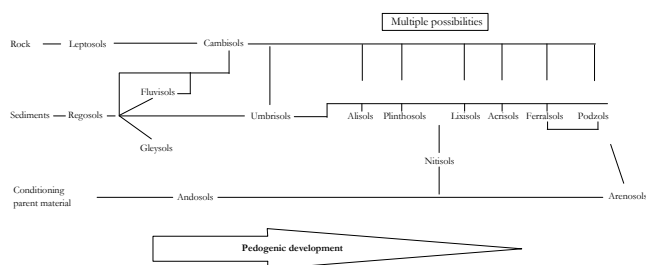 Multiple possibilities
Rock Leptosols Cambisols
Fluvisols
Sediments Regosols Umbrisols Alisols Plinthosols Lixisols Acrisols Ferralsols Podzols
Gleysols
Nitisols
Conditioning
parent material
Andosols Arenosols
Pedogenic development